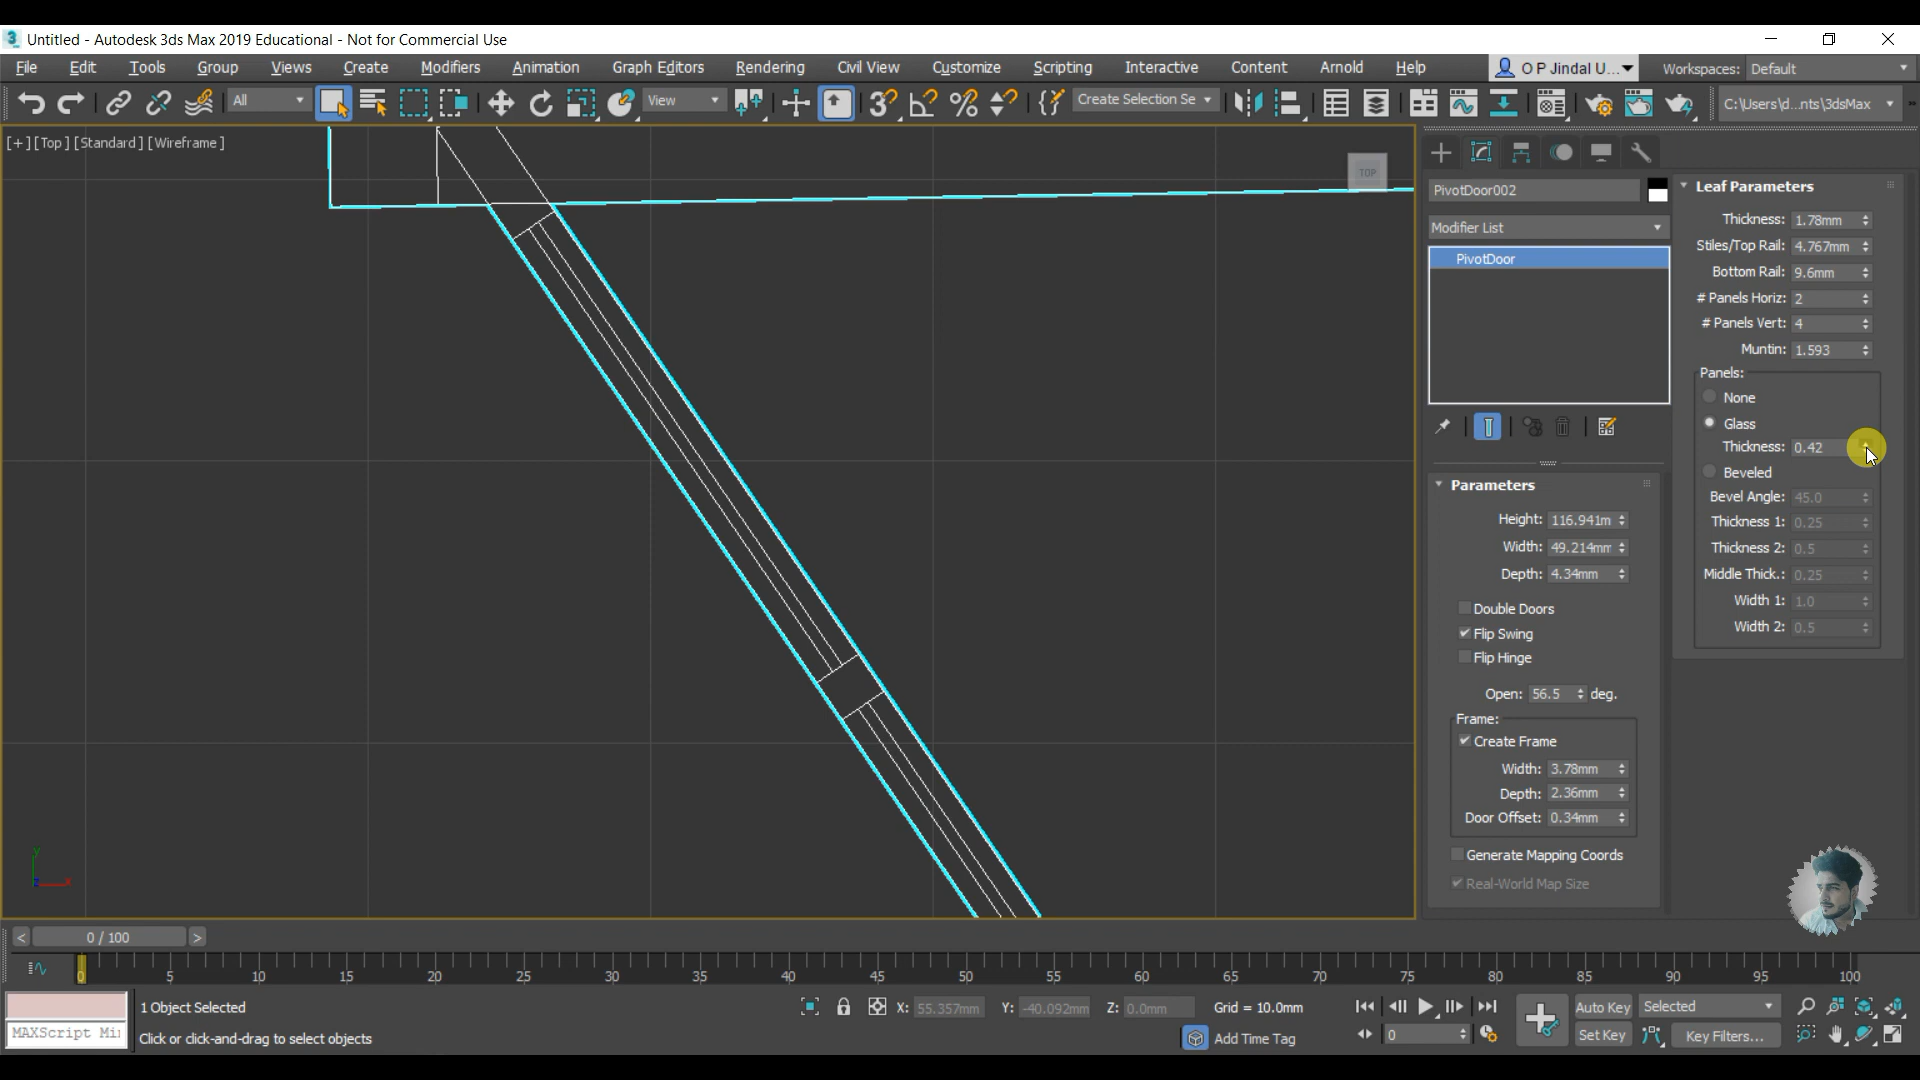 Untitled - Autodesk 3ds Max 2019 Educational - Not for Commercial Use
File Edit Tools Group Views Create Modifiers Animation Graph Editors Rendering Civil View Customize Scripting Interactive Content Arnold Help O P Jindal U... Workspaces: Default
All View Create Selection Se C:\Users\d...nts\3dsMax
[+] [Top] [Standard] [Wireframe]
TOP
PivotDoor002
Modifier List
PivotDoor
Parameters
Height: 116.941m
Width: 49.214mm
Depth: 4.34mm
Double Doors
Flip Swing
Flip Hinge
Open: 56.5 deg.
Frame:
Create Frame
Width: 3.78mm
Depth: 2.36mm
Door Offset: 0.34mm
Generate Mapping Coords
Real-World Map Size
Leaf Parameters
Thickness: 1.78mm
Stiles/Top Rail: 4.767mm
Bottom Rail: 9.6mm
# Panels Horiz: 2
# Panels Vert: 4
Muntin: 1.593
Panels:
None
Glass
Thickness: 0.42
Beveled
Bevel Angle: 45.0
Thickness 1: 0.25
Thickness 2: 0.5
Middle Thick.: 0.25
Width 1: 1.0
Width 2: 0.5
y
z x
< 0 / 100 >
0 5 10 15 20 25 30 35 40 45 50 55 60 65 70 75 80 85 90 95 100
1 Object Selected X: 55.357mm Y: -40.092mm Z: 0.0mm Grid = 10.0mm Auto Key Selected
MAXScript Mi Click or click-and-drag to select objects Add Time Tag 0 Set Key Key Filters...